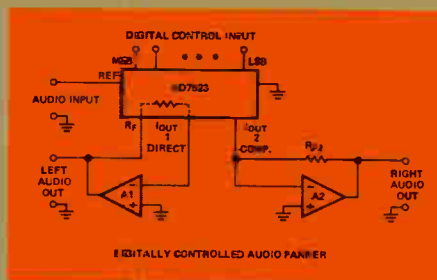 DIGITAL CONTROL INPUT
MSB
LSB
REF
AUDIO INPUT
D7523
RF
IOUT 1
DIRECT
IOUT 2
COMP.
LEFT
AUDIO
OUT
A1
A2
RIGHT
AUDIO
OUT
DIGITALLY CONTROLLED AUDIO PANNER